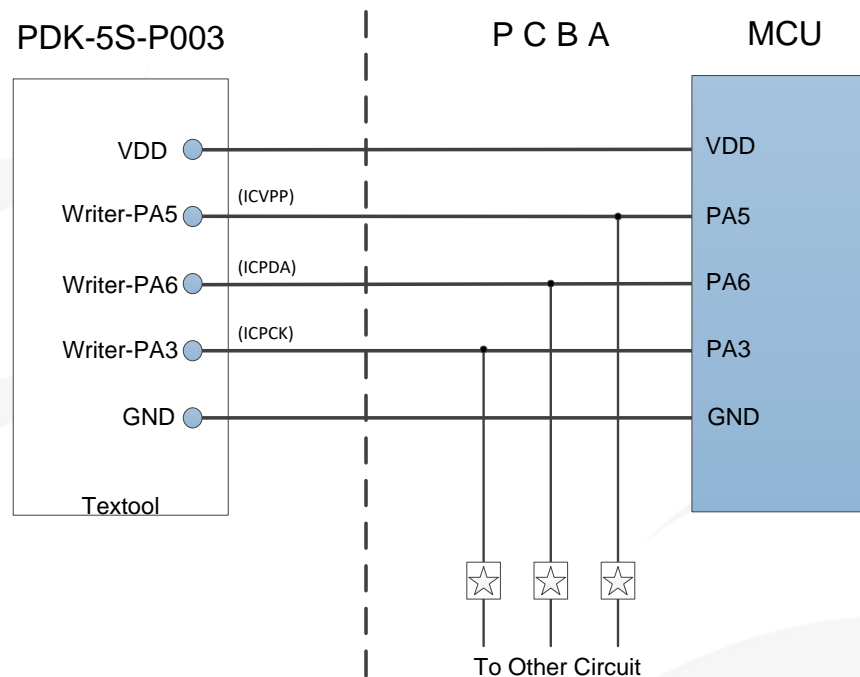 PDK-5S-P003
P C B A
MCU
VDD
VDD
Writer-PA5
(ICVPP)
PA5
Writer-PA6
(ICPDA)
PA6
Writer-PA3
(ICPCK)
PA3
GND
GND
Textool
To Other Circuit